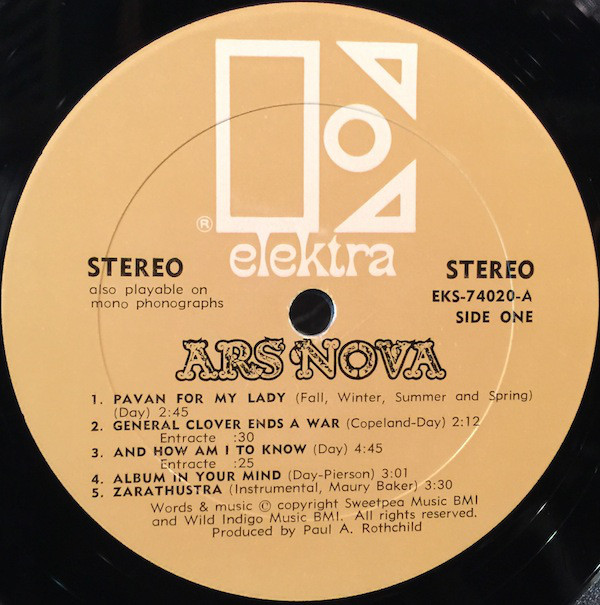 ®
elektra
STEREO
also playable on
mono phonographs
STEREO
EKS-74020-A
SIDE ONE
ARS NOVA
1. PAVAN FOR MY LADY (Fall, Winter, Summer and Spring)
(Day) 2:45
2. GENERAL CLOVER ENDS A WAR (Copeland-Day) 2:12
Entracte :30
3. AND HOW AM I TO KNOW (Day) 4:45
Entracte :25
4. ALBUM IN YOUR MIND (Day-Pierson) 3:01
5. ZARATHUSTRA (Instrumental, Maury Baker) 3:30
Words & music © copyright Sweetpea Music BMI
and Wild Indigo Music BMI. All rights reserved.
Produced by Paul A. Rothchild